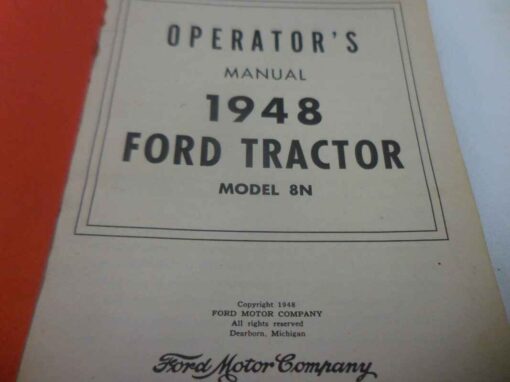 OPERATOR'S
MANUAL
1948
FORD TRACTOR
MODEL 8N
Copyright 1948
FORD MOTOR COMPANY
All rights reserved
Dearborn, Michigan
Ford Motor Company